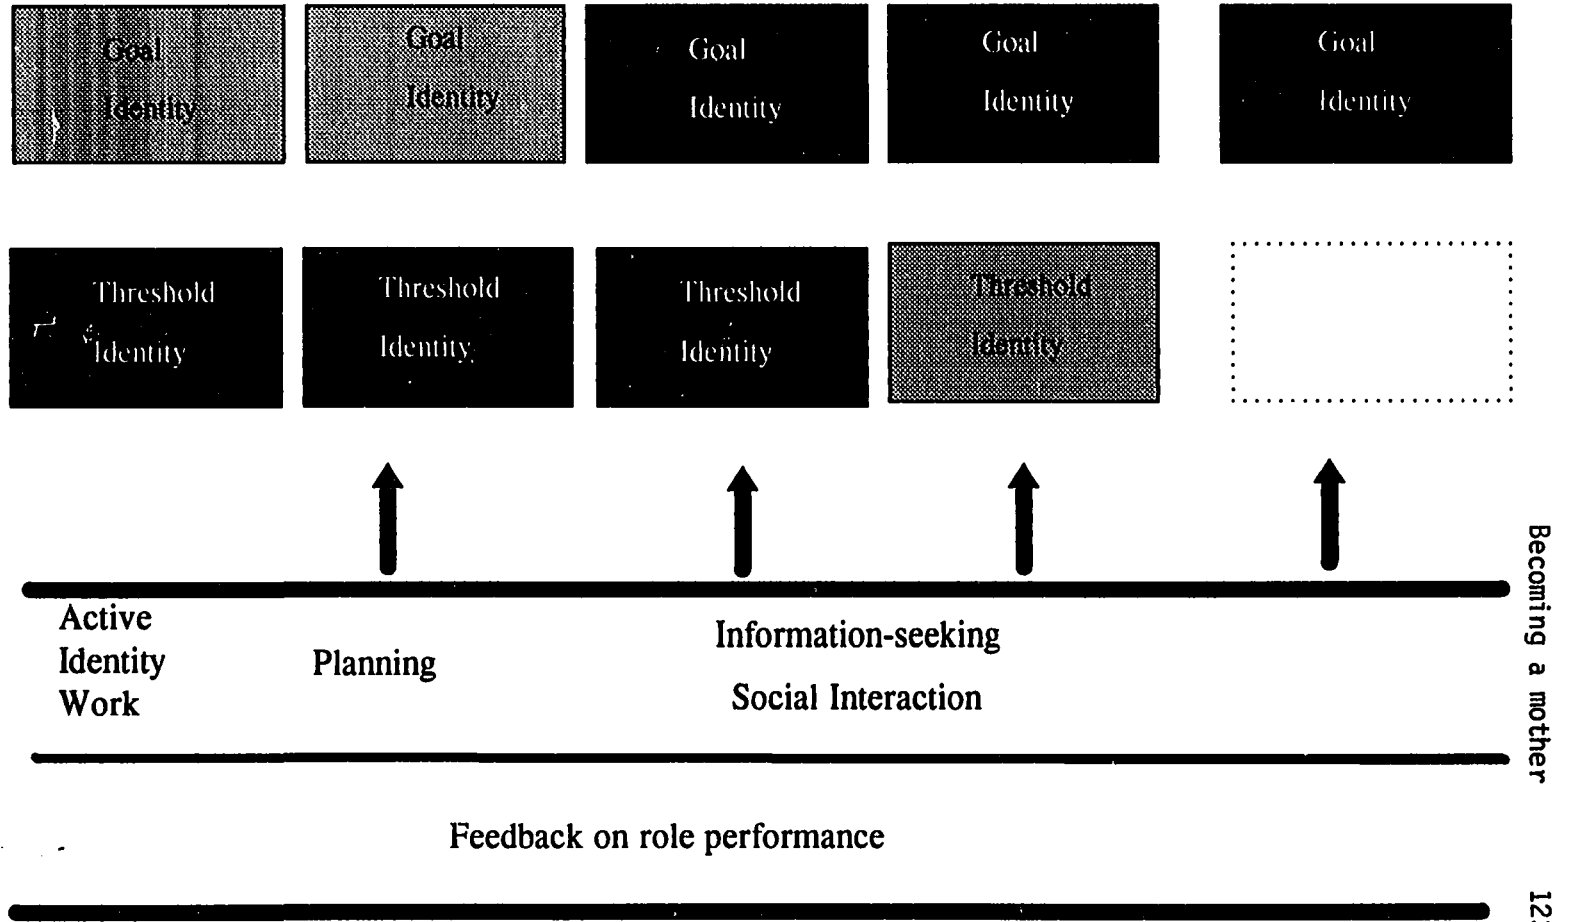 Goal
Identity
Goal
Identity
Goal
Identity
Goal
Identity
Goal
Identity
Threshold
Identity
Threshold
Identity
Threshold
Identity
Threshold
Identity
Active
Identity
Work
Planning
Information-seeking
Social Interaction
Feedback on role performance
Becoming a mother